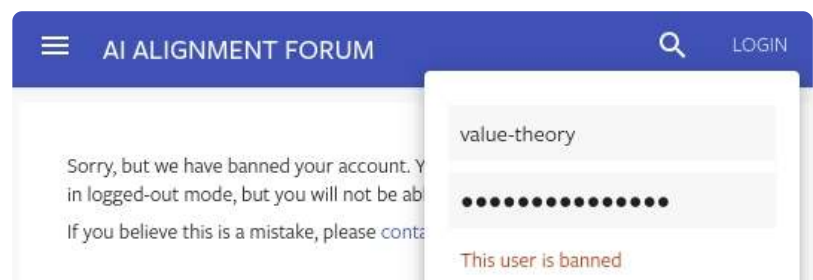 AI ALIGNMENT FORUM
LOGIN
Sorry, but we have banned your account. Y
in logged-out mode, but you will not be ab
If you believe this is a mistake, please conta
value-theory
••••••••••••••••
This user is banned